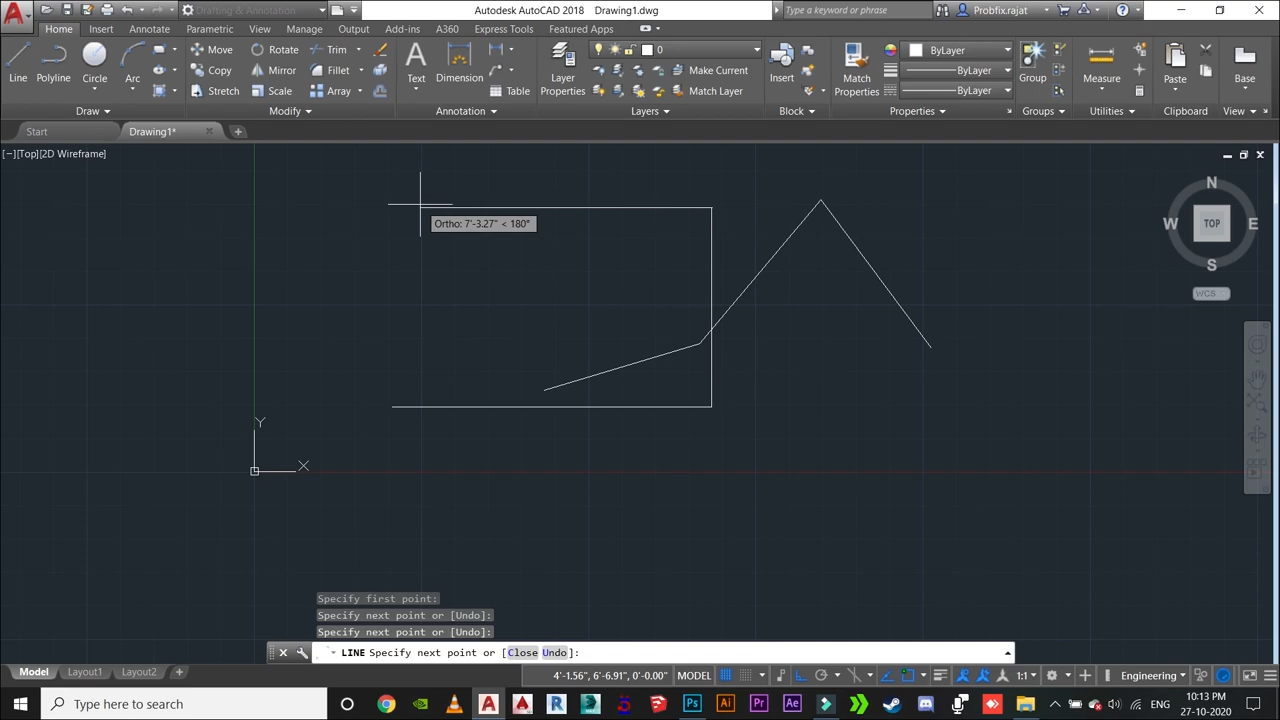 Drafting & Annotation
Autodesk AutoCAD 2018 Drawing1.dwg
Type a keyword or phrase
Probfix.rajat
Home Insert Annotate Parametric View Manage Output Add-ins A360 Express Tools Featured Apps
Line Polyline Circle Arc
Move Rotate Trim
Copy Mirror Fillet
Stretch Scale Array
Text Dimension Table
Layer Properties
0
Make Current
Match Layer
Insert
Match Properties
ByLayer
ByLayer
ByLayer
Group
Measure
Paste
Base
Draw Modify Annotation Layers Block Properties Groups Utilities Clipboard View
Start Drawing1*
[−][Top][2D Wireframe]
N
W TOP E
S
WCS
Ortho: 7'-3.27" < 180°
Y
X
Specify first point:
Specify next point or [Undo]:
Specify next point or [Undo]:
LINE Specify next point or [Close Undo]:
Model Layout1 Layout2 +
4'-1.56", 6'-6.91", 0'-0.00" MODEL 1:1 Engineering
Type here to search
ENG
10:13 PM
27-10-2020